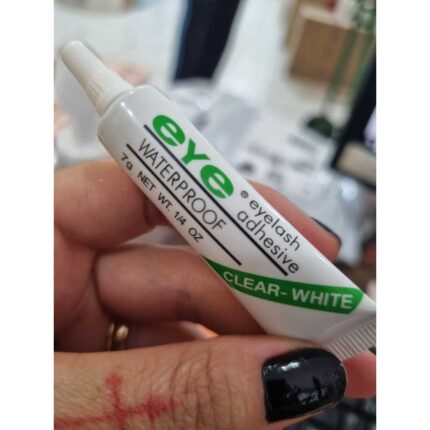 eye
WATERPROOF
7g NET WT. 1/4 OZ
® eyelash
adhesive
CLEAR-WHITE